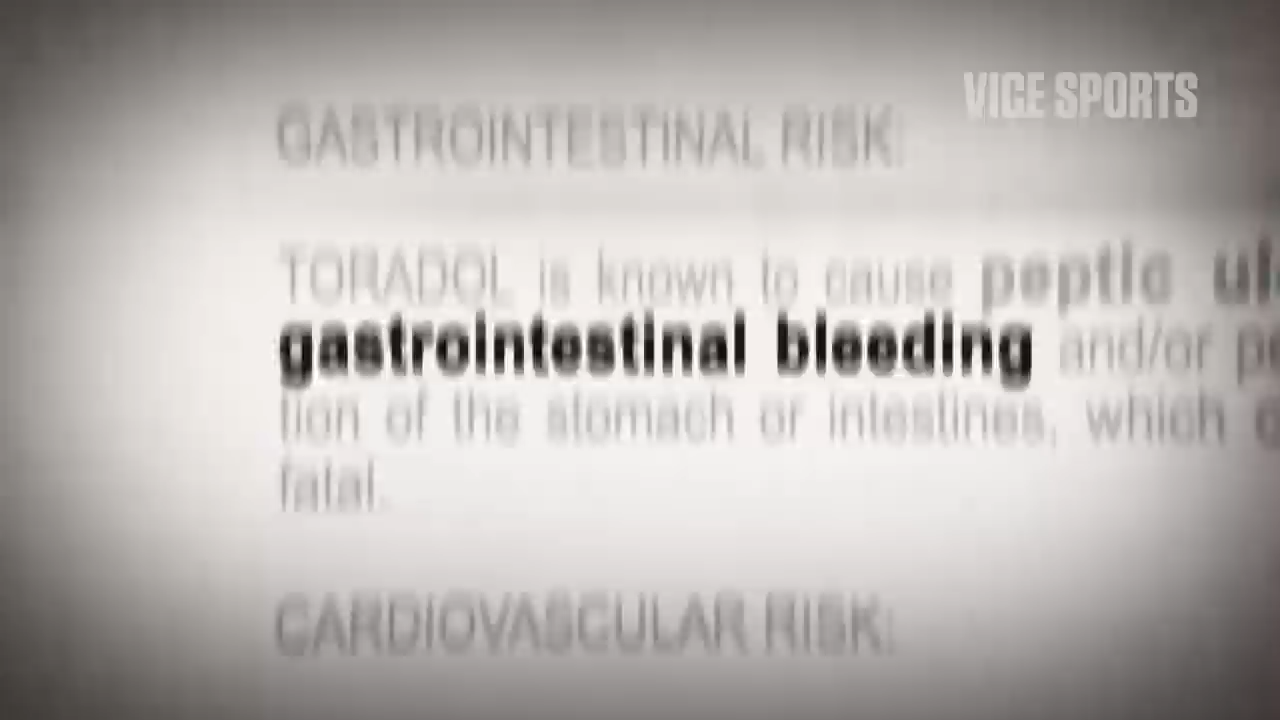 VICE SPORTS
GASTROINTESTINAL RISK:
TORADOL is known to cause peptic
gastrointestinal bleeding and/or
tion of the stomach or intestines, which
fatal.
CARDIOVASCULAR RISK: